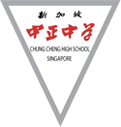 新加坡
中正中学
CHUNG CHENG HIGH SCHOOL
SINGAPORE